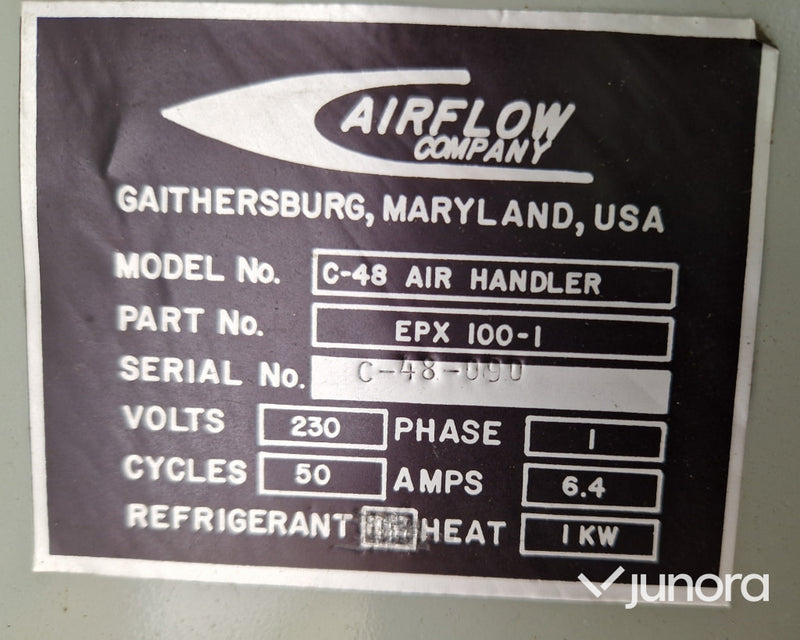 AIRFLOW
COMPANY
GAITHERSBURG, MARYLAND, USA
MODEL No. C-48 AIR HANDLER
PART No. EPX 100-1
SERIAL No. C-48-090
VOLTS 230 PHASE 1
CYCLES 50 AMPS 6.4
REFRIGERANT HEAT 1 KW
junora